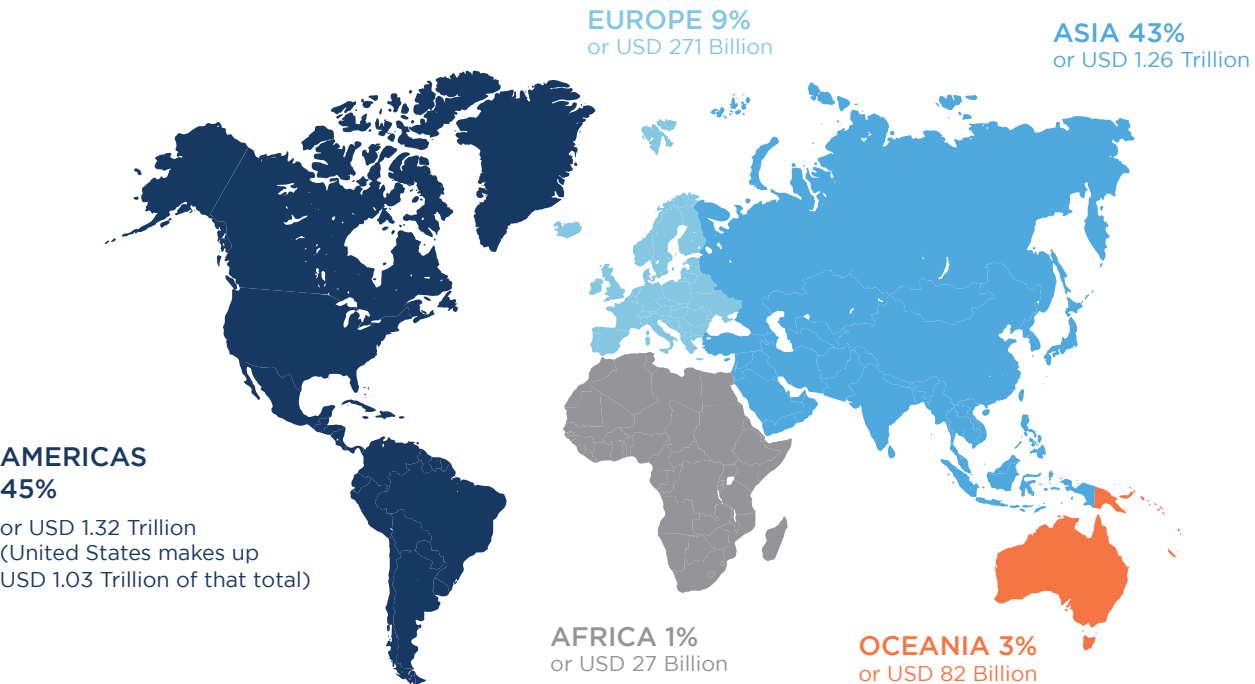 EUROPE 9%
or USD 271 Billion
ASIA 43%
or USD 1.26 Trillion
AMERICAS
45%
or USD 1.32 Trillion
(United States makes up
USD 1.03 Trillion of that total)
AFRICA 1%
or USD 27 Billion
OCEANIA 3%
or USD 82 Billion